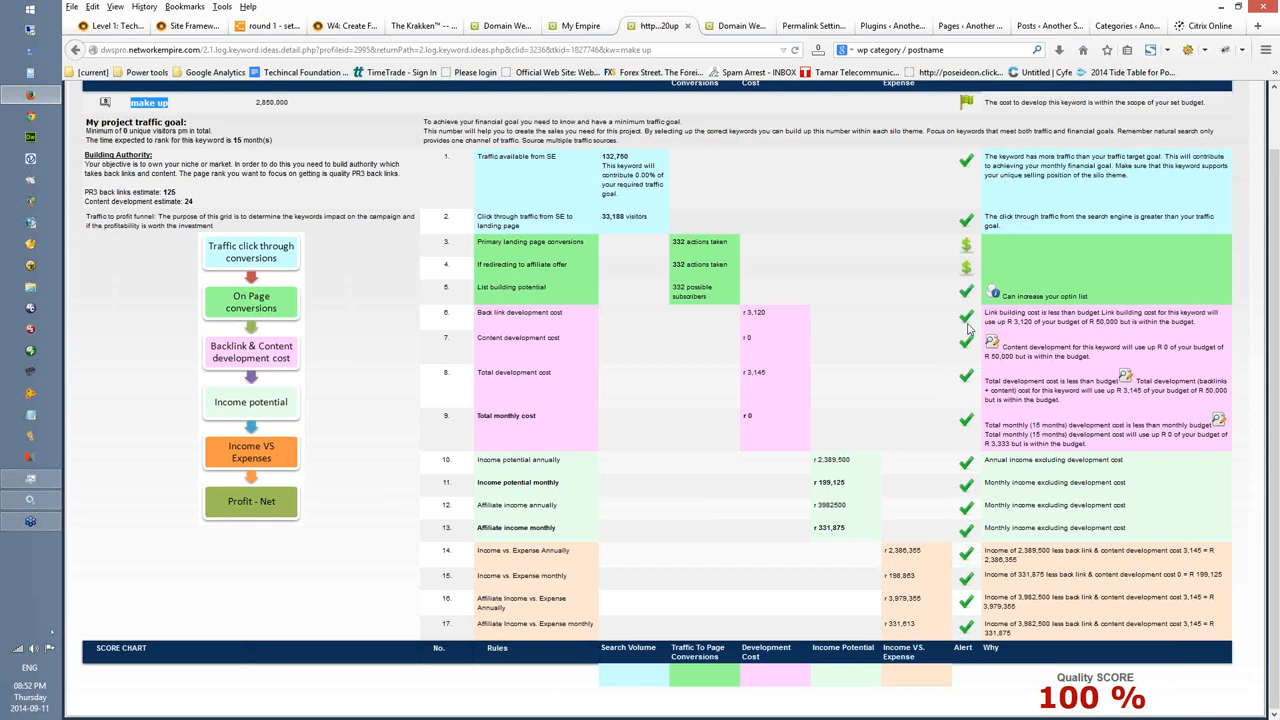 File Edit View History Bookmarks Tools Help
Level 1: Tech...
Site Framew...
round 1 - set...
W4: Create F...
The Krakken™ -...
Domain We...
My Empire
http...20up
Domain We...
Permalink Setting...
Plugins ‹ Anothe...
Pages ‹ Another ...
Posts ‹ Another S...
Categories ‹ Ano...
Citrix Online
dwspro.networkempire.com/2.1.log.keyword.ideas.detail.php?profileid=2995&returnPath=2.log.keyword.ideas.php&clid=3236&tkid=1827746&kw=make up
wp category / postname
[current] Power tools Google Analytics Techincal Foundation ... TimeTrade - Sign In Please login Official Web Site: Web... Forex Street. The Forei... Spam Arrest - INBOX Tamar Telecommunic... http://poseidon.click... Untitled | Cyfe 2014 Tide Table for Po...
Conversions Cost Expense
make up 2,850,000
The cost to develop this keyword is within the scope of your set budget.
My project traffic goal:
Minimum of 0 unique visitors pm in total.
The time expected to rank for this keyword is 15 month(s)
Building Authority:
Your objective is to own your niche or market. In order to do this you need to build authority which
takes back links and content. The page rank you want to focus on getting is quality PR3 back links.
PR3 back links estimate: 125
Content development estimate: 24
Traffic to profit funnel: The purpose of this grid is to determine the keywords impact on the campaign and
if the profitability is worth the investment
Traffic click through
conversions
On Page
conversions
Backlink & Content
development cost
Income potential
Income VS
Expenses
Profit - Net
To achieve your financial goal you need to know and have a minimum traffic goal.
This number will help you to create the sales you need for this project. By selecting up the correct keywords you can build up this number within each silo theme. Focus on keywords that meet both traffic and financial goals. Remember natural search only
provides one channel of traffic. Source multiple traffic sources.
1. Traffic available from SE 132,750
This keyword will
contribute 0.00% of
your required traffic
goal.
The keyword has more traffic than your traffic target goal. This will contribute
to achieving your monthly financial goal. Make sure that this keyword supports
your unique selling position of the silo theme.
2. Click through traffic from SE to
landing page
33,188 visitors
The click through traffic from the search engine is greater than your traffic
goal.
3. Primary landing page conversions 332 actions taken
4. If redirecting to affiliate offer 332 actions taken
5. List building potential 332 possible
subscribers
Can increase your optin list
6. Back link development cost r 3,120
Link building cost is less than budget Link building cost for this keyword will
use up R 3,120 of your budget of R 50,000 but is within the budget.
7. Content development cost r 0
Content development for this keyword will use up R 0 of your budget of
R 50,000 but is within the budget.
8. Total development cost r 3,145
Total development cost is less than budget Total development (backlinks
+ content) cost for this keyword will use up R 3,145 of your budget of R 50,000
but is within the budget.
9. Total monthly cost r 0
Total monthly (15 months) development cost is less than monthly budget
Total monthly (15 months) development cost will use up R 0 of your budget of
R 3,333 but is within the budget.
10. Income potential annually r 2,389,500 Annual income excluding development cost
11. Income potential monthly r 199,125 Monthly income excluding development cost
12. Affiliate income annually r 3982500 Monthly income excluding development cost
13. Affiliate income monthly r 331,875 Monthly income excluding development cost
14. Income vs. Expense Annually r 2,386,355 Income of 2,389,500 less back link & content development cost 3,145 = R
2,386,355
15. Income vs. Expense monthly r 198,863 Income of 331,875 less back link & content development cost 0 = R 199,125
16. Affiliate Income vs. Expense
Annually
r 3,979,355
Income of 3,982,500 less back link & content development cost 3,145 = R
3,979,355
17. Affiliate Income vs. Expense monthly r 331,613 Income of 3,982,500 less back link & content development cost 3,145 = R
331,875
SCORE CHART No. Rules Search Volume Traffic To Page
Conversions
Development
Cost
Income Potential Income VS.
Expense
Alert Why
Quality SCORE
100 %
ENG
08:52 PM
Thursday
2014-09-11